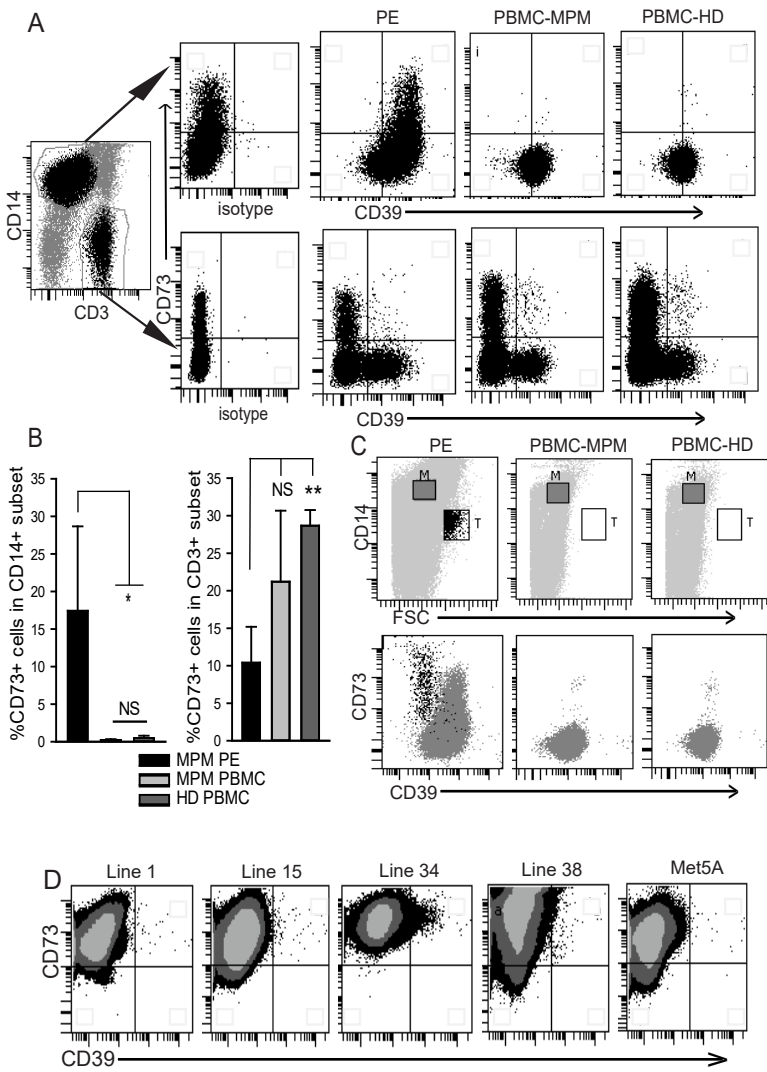 A
PE
PBMC-MPM
PBMC-HD
i
CD14
CD3
CD73
isotype
CD39
isotype
CD39
B
%CD73+ cells in CD14+ subset
35
30
25
20
15
10
5
0
*
NS
%CD73+ cells in CD3+ subset
35
30
25
20
15
10
5
0
NS
**
MPM PE
MPM PBMC
HD PBMC
C
PE
PBMC-MPM
PBMC-HD
CD14
M
T
M
T
M
T
FSC
CD73
CD39
D
Line 1
Line 15
Line 34
Line 38
Met5A
CD73
a
CD39